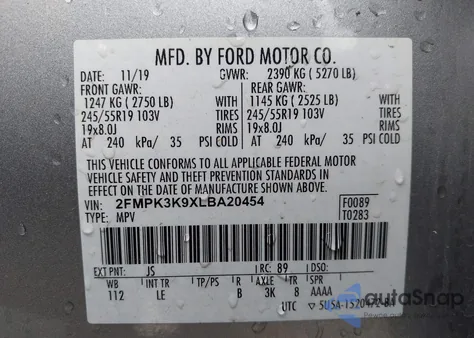 MFD. BY FORD MOTOR CO.
DATE: 11/19 GVWR: 2390 KG ( 5270 LB)
FRONT GAWR: REAR GAWR:
1247 KG ( 2750 LB) WITH 1145 KG ( 2525 LB)
245/55R19 103V TIRES 245/55R19 103V
19x8.0J RIMS 19x8.0J
AT 240 kPa/ 35 PSI COLD AT 240 kPa/ 35 PSI COLD
THIS VEHICLE CONFORMS TO ALL APPLICABLE FEDERAL MOTOR
VEHICLE SAFETY AND THEFT PREVENTION STANDARDS IN
EFFECT ON THE DATE OF MANUFACTURE SHOWN ABOVE.
VIN: 2FMPK3K9XLBA20454 F0089
TYPE: MPV T0283
EXT PNT: JS RC: 89 DSO:
WB INT TR TP/PS R AXLE TR SPR
112 LE B 3K 8 AAAA
UTC
autaSnap